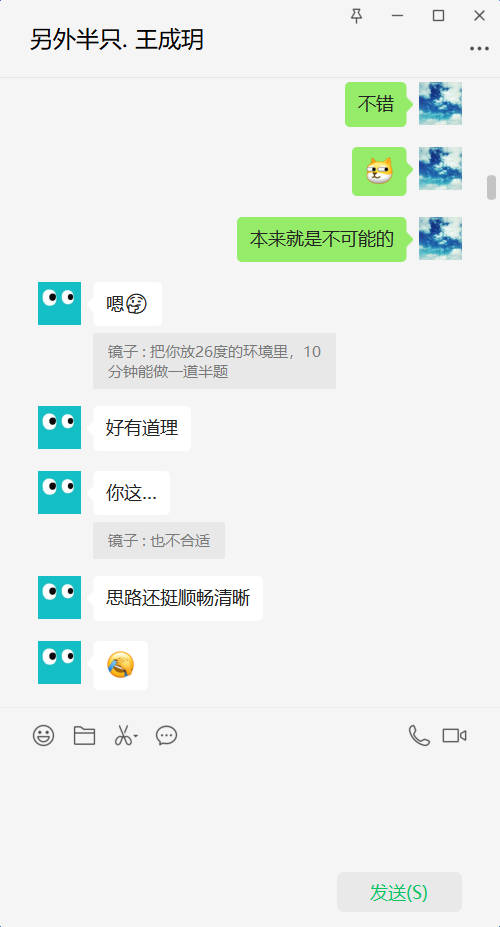 另外半只. 王成玥
不错
本来就是不可能的
嗯
镜子 : 把你放26度的环境里，10
分钟能做一道半题
好有道理
你这...
镜子 : 也不合适
思路还挺顺畅清晰
发送(S)